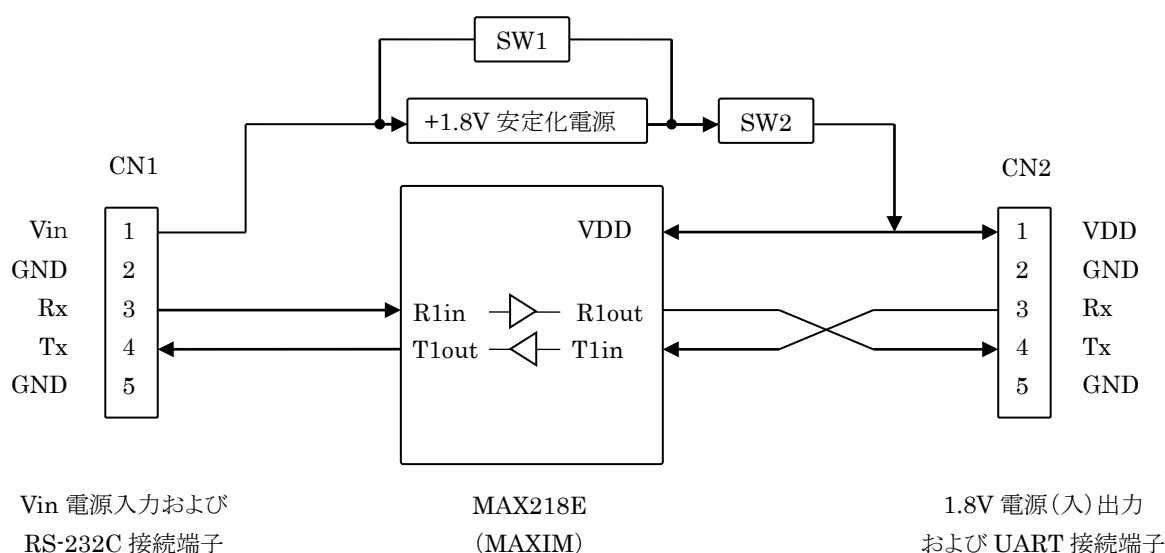 SW1
+1.8V 安定化電源
SW2
CN1
CN2
Vin 1
VDD
1 VDD
GND 2
2 GND
Rx 3
R1in R1out
3 Rx
Tx 4
T1out T1in
4 Tx
GND 5
5 GND
Vin 電源入力および
RS-232C 接続端子
MAX218E
(MAXIM)
1.8V 電源(入)出力
および UART 接続端子